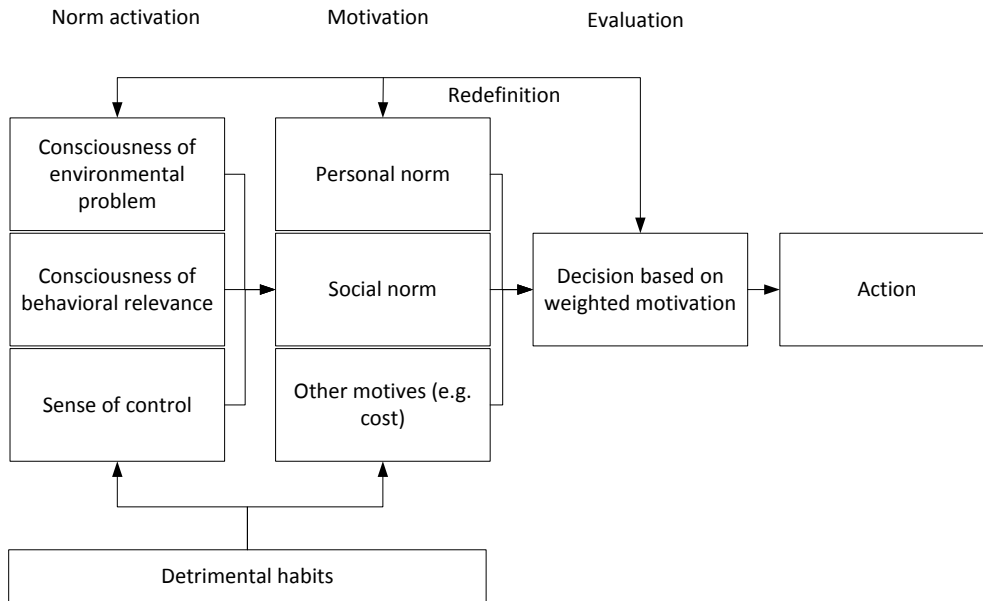 Norm activation
Motivation
Evaluation
Redefinition
Consciousness of
environmental
problem
Personal norm
Consciousness of
behavioral relevance
Social norm
Decision based on
weighted motivation
Action
Sense of control
Other motives (e.g.
cost)
Detrimental habits